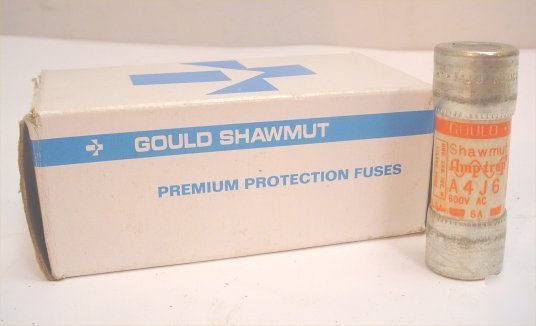 GOULD SHAWMUT
PREMIUM PROTECTION FUSES
GOULD
Shawmut
Amp-trap
A4J6
600V AC
6A